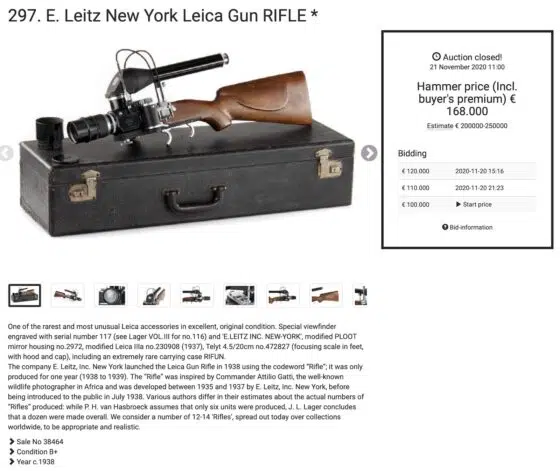 297. E. Leitz New York Leica Gun RIFLE *
Auction closed!
21 November 2020 11:00
Hammer price (Incl.
buyer's premium) €
168.000
Estimate € 200000-250000
Bidding
€ 120.000 2020-11-20 15:16
€ 110.000 2020-11-20 21:23
€ 100.000 Start price
Bid-information
One of the rarest and most unusual Leica accessories in excellent, original condition. Special viewfinder
engraved with serial number 117 (see Lager VOL.III for no.116) and 'E.LEITZ INC. NEW-YORK', modified PLOOT
mirror housing no.2972, modified Leica IIIa no.230908 (1937), Telyt 4.5/20cm no.472827 (focusing scale in feet,
with hood and cap), including an extremely rare carrying case RIFUN.
The company E. Leitz, Inc. New York launched the Leica Gun Rifle in 1938 using the codeword "Rifle"; it was only
produced for one year (1938 to 1939). The "Rifle" was inspired by Commander Attilio Gatti, the well-known
wildlife photographer in Africa and was developed between 1935 and 1937 by E. Leitz, Inc. New York, before
being introduced to the public in July 1938. Various authors differ in their estimates about the actual numbers of
"Rifles" produced: while P. H. van Hasbroeck assumes that only six units were produced, J. L. Lager concludes
that a dozen were made overall. We consider a number of 12-14 'Rifles', spread out today over collections
worldwide, to be appropriate and realistic.
Sale No 38464
Condition B+
Year c.1938